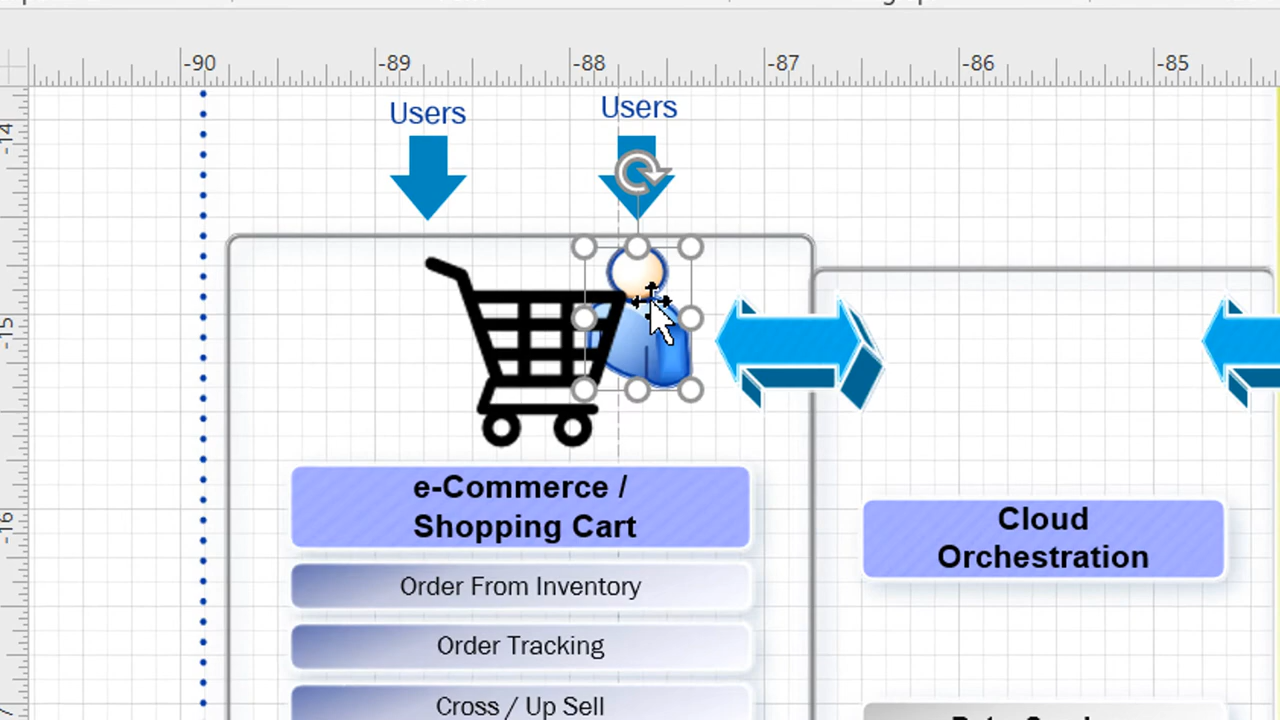 -90 -89 -88 -87 -86 -85
-14
Users Users
-15
e-Commerce /
Shopping Cart
-16
Cloud
Orchestration
Order From Inventory
Order Tracking
Cross / Up Sell